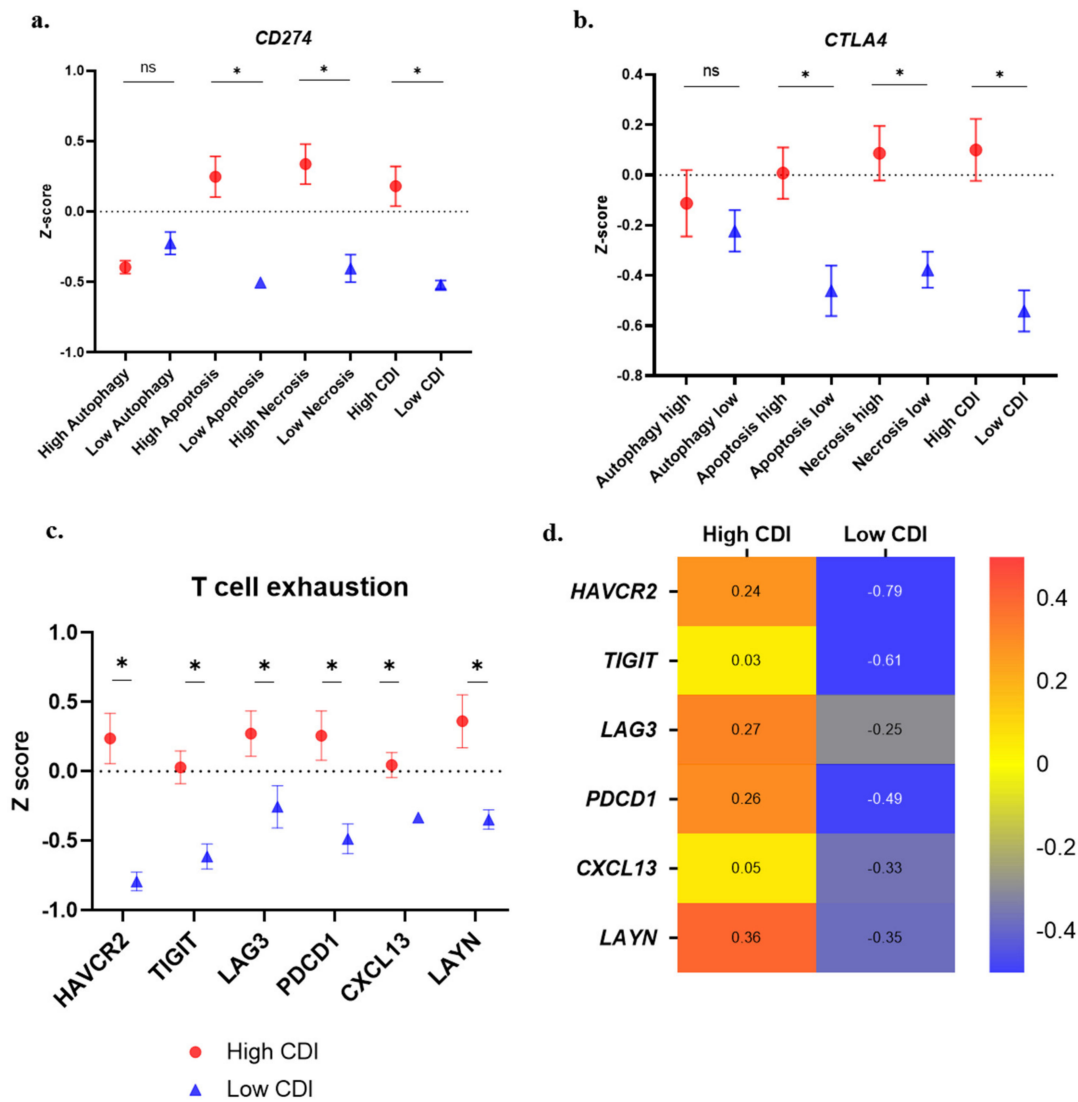 a.
CD274
ns
*
*
*
1.0
0.5
0.0
-0.5
-1.0
Z-score
High Autophagy
Low Autophagy
High Apoptosis
Low Apoptosis
High Necrosis
Low Necrosis
High CDI
Low CDI
b.
CTLA4
ns
*
*
*
0.4
0.2
0.0
-0.2
-0.4
-0.6
-0.8
Z-score
Autophagy high
Autophagy low
Apoptosis high
Apoptosis low
Necrosis high
Necrosis low
High CDI
Low CDI
c.
T cell exhaustion
* * * * * *
1.0
0.5
0.0
-0.5
-1.0
Z score
HAVCR2
TIGIT
LAG3
PDCD1
CXCL13
LAYN
High CDI
Low CDI
d.
High CDI Low CDI
HAVCR2 0.24 -0.79
TIGIT 0.03 -0.61
LAG3 0.27 -0.25
PDCD1 0.26 -0.49
CXCL13 0.05 -0.33
LAYN 0.36 -0.35
0.4
0.2
0
-0.2
-0.4